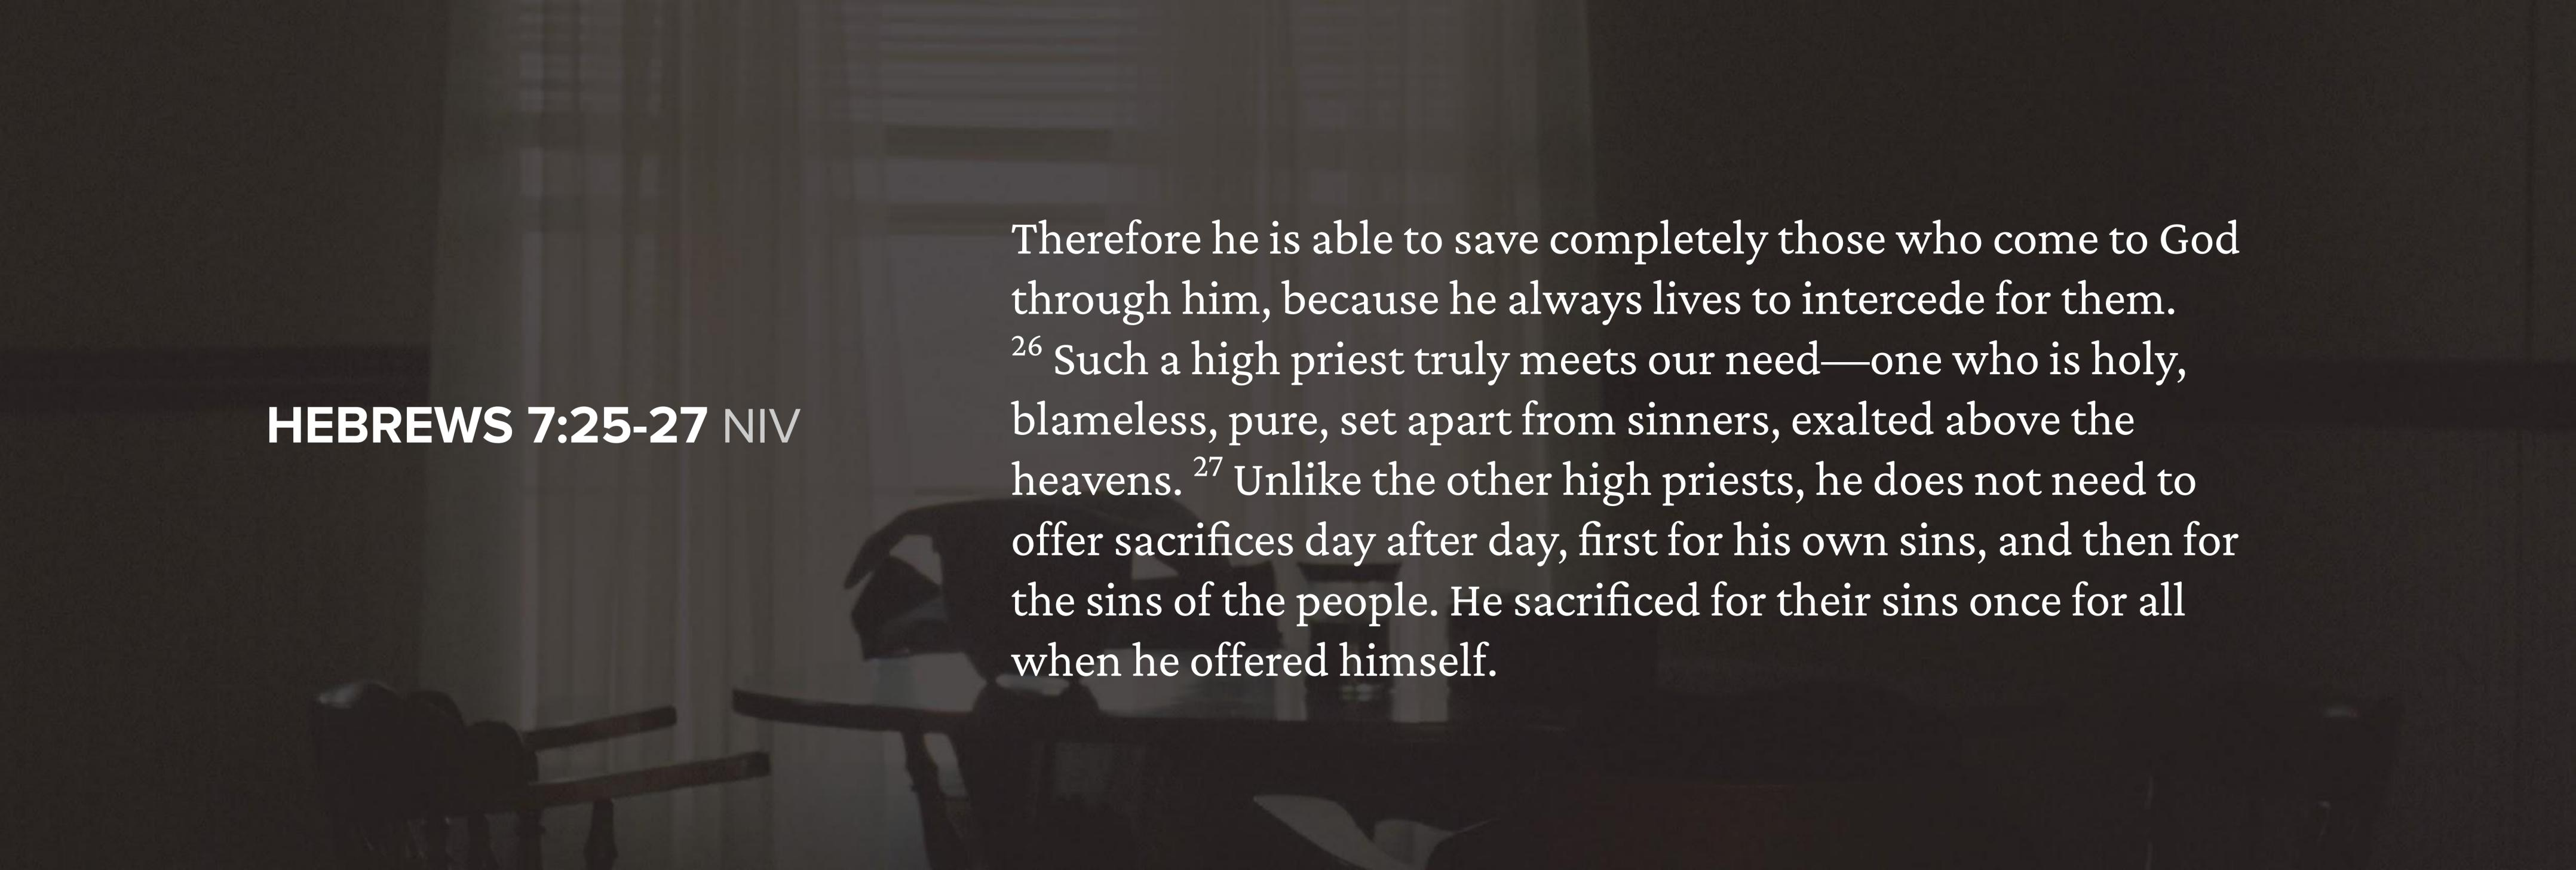 HEBREWS 7:25-27 NIV
Therefore he is able to save completely those who come to God
through him, because he always lives to intercede for them.
26 Such a high priest truly meets our need—one who is holy,
blameless, pure, set apart from sinners, exalted above the
heavens. 27 Unlike the other high priests, he does not need to
offer sacrifices day after day, first for his own sins, and then for
the sins of the people. He sacrificed for their sins once for all
when he offered himself.